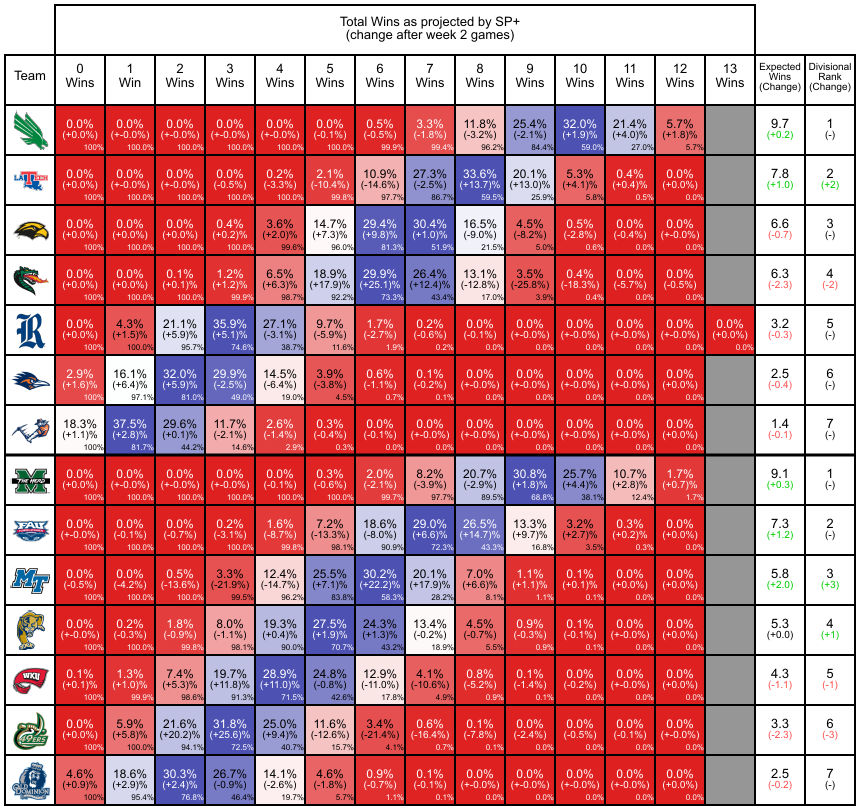 Total Wins as projected by SP+
(change after week 2 games)
Team 0 Wins 1 Win 2 Wins 3 Wins 4 Wins 5 Wins 6 Wins 7 Wins 8 Wins 9 Wins 10 Wins 11 Wins 12 Wins 13 Wins Expected Wins (Change) Divisional Rank (Change)
0.0% 0.0% 0.0% 0.0% 0.0% 0.0% 0.5% 3.3% 11.8% 25.4% 32.0% 21.4% 5.7% 9.7 1
(+0.0%) (+-0.0)% (+-0.0)% (+-0.0)% (+-0.0)% (-0.1)% (-0.5)% (-1.8)% (-3.2)% (-2.1)% (+1.9)% (+4.0)% (+1.8)% (+0.2) (-)
100% 100.0% 100.0% 100.0% 100.0% 100.0% 99.9% 99.4% 96.2% 84.4% 59.0% 27.0% 5.7%
LA TECH
0.0% 0.0% 0.0% 0.0% 0.2% 2.1% 10.9% 27.3% 33.6% 20.1% 5.3% 0.4% 0.0% 7.8 2
(+0.0%) (+-0.0)% (+-0.0)% (-0.5)% (-3.3)% (-10.4)% (-14.6)% (-2.5)% (+13.7)% (+13.0)% (+4.1)% (+0.4)% (+0.0)% (+1.0) (+2)
100% 100.0% 100.0% 100.0% 100.0% 99.8% 97.7% 86.7% 59.5% 25.9% 5.8% 0.5% 0.0%
0.0% 0.0% 0.0% 0.4% 3.6% 14.7% 29.4% 30.4% 16.5% 4.5% 0.5% 0.0% 0.0% 6.6 3
(+0.0%) (+0.0)% (+0.0)% (+0.2)% (+2.0)% (+7.3)% (+9.8)% (+1.0)% (-9.0)% (-8.2)% (-2.8)% (-0.4)% (+-0.0)% (-0.7) (-)
100% 100.0% 100.0% 100.0% 99.6% 96.0% 81.3% 51.9% 21.5% 5.0% 0.6% 0.0% 0.0%
0.0% 0.0% 0.1% 1.2% 6.5% 18.9% 29.9% 26.4% 13.1% 3.5% 0.4% 0.0% 0.0% 6.3 4
(+0.0%) (+0.0)% (+0.1)% (+1.2)% (+6.3)% (+17.9)% (+25.1)% (+12.4)% (-12.8)% (-25.8)% (-18.3)% (-5.7)% (-0.5)% (-2.3) (-2)
100% 100.0% 100.0% 99.9% 98.7% 92.2% 73.3% 43.4% 17.0% 3.9% 0.4% 0.0% 0.0%
R
0.0% 4.3% 21.1% 35.9% 27.1% 9.7% 1.7% 0.2% 0.0% 0.0% 0.0% 0.0% 0.0% 0.0% 3.2 5
(+0.0%) (+1.5)% (+5.9)% (+5.1)% (-3.1)% (-5.9)% (-2.7)% (-0.6)% (-0.1)% (+-0.0)% (+-0.0)% (+-0.0)% (+-0.0)% (+0.0)% (-0.3) (-)
100% 100.0% 95.7% 74.6% 38.7% 11.6% 1.9% 0.2% 0.0% 0.0% 0.0% 0.0% 0.0% 0.0%
2.9% 16.1% 32.0% 29.9% 14.5% 3.9% 0.6% 0.1% 0.0% 0.0% 0.0% 0.0% 0.0% 2.5 6
(+1.6)% (+6.4)% (+5.9)% (-2.5)% (-6.4)% (-3.8)% (-1.1)% (-0.2)% (+-0.0)% (+-0.0)% (+-0.0)% (+-0.0)% (+-0.0)% (-0.4) (-)
100% 97.1% 81.0% 49.0% 19.0% 4.5% 0.7% 0.1% 0.0% 0.0% 0.0% 0.0% 0.0%
18.3% 37.5% 29.6% 11.7% 2.6% 0.3% 0.0% 0.0% 0.0% 0.0% 0.0% 0.0% 0.0% 1.4 7
(+1.1)% (+2.8)% (+0.1)% (-2.1)% (-1.4)% (-0.4)% (-0.1)% (+-0.0)% (+-0.0)% (+-0.0)% (+-0.0)% (+-0.0)% (+-0.0)% (-0.1) (-)
100% 81.7% 44.2% 14.6% 2.9% 0.3% 0.0% 0.0% 0.0% 0.0% 0.0% 0.0% 0.0%
M THE HERD
0.0% 0.0% 0.0% 0.0% 0.0% 0.3% 2.0% 8.2% 20.7% 30.8% 25.7% 10.7% 1.7% 9.1 1
(+0.0%) (+-0.0)% (+-0.0)% (+-0.0)% (-0.1)% (-0.6)% (-2.1)% (-3.9)% (-2.9)% (+1.8)% (+4.4)% (+2.8)% (+0.7)% (+0.3) (-)
100% 100.0% 100.0% 100.0% 100.0% 100.0% 99.7% 97.7% 89.5% 68.8% 38.1% 12.4% 1.7%
FAU
0.0% 0.0% 0.0% 0.2% 1.6% 7.2% 18.6% 29.0% 26.5% 13.3% 3.2% 0.3% 0.0% 7.3 2
(+-0.0%) (-0.1)% (-0.7)% (-3.1)% (-8.7)% (-13.3)% (-8.0)% (+6.6)% (+14.7)% (+9.7)% (+2.7)% (+0.2)% (+0.0)% (+1.2) (-)
100% 100.0% 100.0% 100.0% 99.8% 98.1% 90.9% 72.3% 43.3% 16.8% 3.5% 0.3% 0.0%
MT
0.0% 0.0% 0.5% 3.3% 12.4% 25.5% 30.2% 20.1% 7.0% 1.1% 0.1% 0.0% 0.0% 5.8 3
(-0.5%) (-4.2)% (-13.6)% (-21.9)% (-14.7)% (+7.1)% (+22.2)% (+17.9)% (+6.6)% (+1.1)% (+0.1)% (+0.0)% (+0.0)% (+2.0) (+3)
100% 100.0% 100.0% 99.5% 96.2% 83.8% 58.3% 28.2% 8.1% 1.1% 0.1% 0.0% 0.0%
0.0% 0.2% 1.8% 8.0% 19.3% 27.5% 24.3% 13.4% 4.5% 0.9% 0.1% 0.0% 0.0% 5.3 4
(+-0.0%) (-0.3)% (-0.9)% (-1.1)% (+0.4)% (+1.9)% (+1.3)% (-0.2)% (-0.7)% (-0.3)% (-0.1)% (+-0.0)% (+0.0)% (+0.0) (+1)
100% 100.0% 99.8% 98.1% 90.0% 70.7% 43.2% 18.9% 5.5% 0.9% 0.1% 0.0% 0.0%
WKU
0.1% 1.3% 7.4% 19.7% 28.9% 24.8% 12.9% 4.1% 0.8% 0.1% 0.0% 0.0% 0.0% 4.3 5
(+0.1)% (+1.0)% (+5.3)% (+11.8)% (+11.0)% (-0.8)% (-11.0)% (-10.6)% (-5.2)% (-1.4)% (-0.2)% (+-0.0)% (+0.0)% (-1.1) (-1)
100% 99.9% 98.6% 91.3% 71.5% 42.6% 17.8% 4.9% 0.9% 0.1% 0.0% 0.0% 0.0%
49ERS
0.0% 5.9% 21.6% 31.8% 25.0% 11.6% 3.4% 0.6% 0.1% 0.0% 0.0% 0.0% 0.0% 3.3 6
(+0.0%) (+5.8)% (+20.2)% (+25.6)% (+9.4)% (-12.6)% (-21.4)% (-16.4)% (-7.8)% (-2.4)% (-0.5)% (-0.1)% (+0.0)% (-2.3) (-3)
100% 100.0% 94.1% 72.5% 40.7% 15.7% 4.1% 0.7% 0.1% 0.0% 0.0% 0.0% 0.0%
OLD DOMINION
4.6% 18.6% 30.3% 26.7% 14.1% 4.6% 0.9% 0.1% 0.0% 0.0% 0.0% 0.0% 0.0% 2.5 7
(+0.9)% (+2.9)% (+2.4)% (-0.9)% (-2.6)% (-1.8)% (-0.7)% (-0.1)% (+-0.0)% (+-0.0)% (+-0.0)% (+-0.0)% (+0.0)% (-0.2) (-)
100% 95.4% 76.8% 46.4% 19.7% 5.7% 1.1% 0.1% 0.0% 0.0% 0.0% 0.0% 0.0%